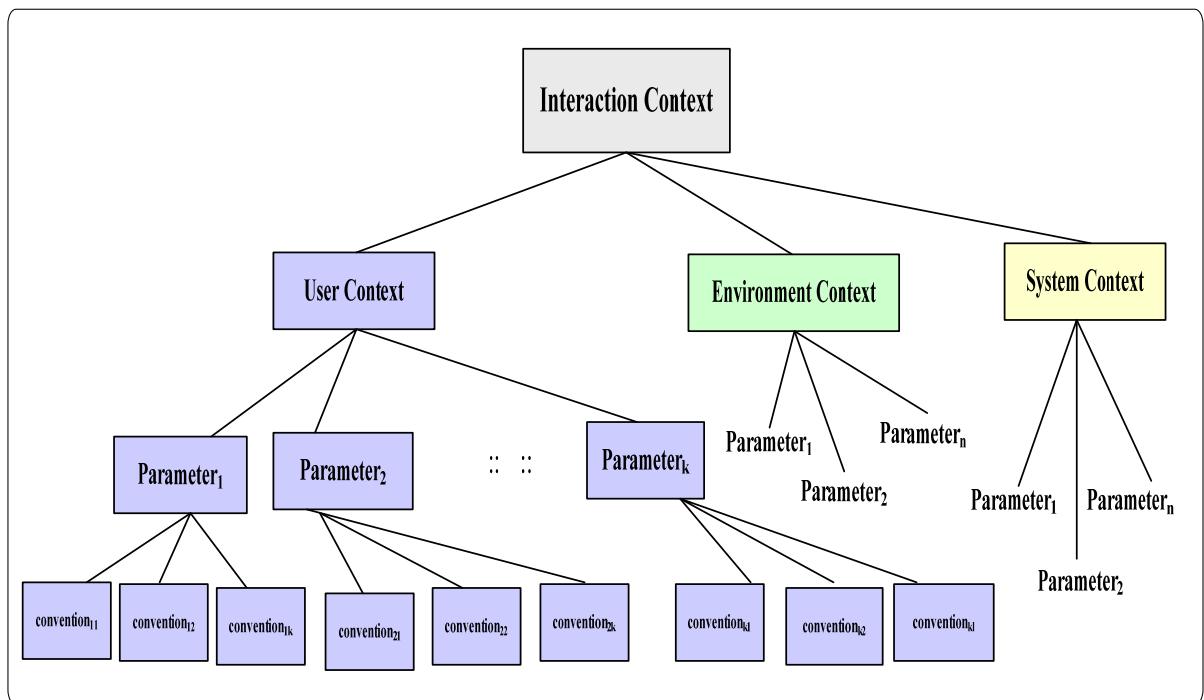 Interaction Context
User Context
Environment Context
System Context
Parameter₁
Parameter₂
:: ::
Parameterₖ
Parameter₁
Parameter₂
Parameterₙ
Parameter₁
Parameter₂
Parameterₙ
convention₁₁
convention₁₂
convention₁ₖ
convention₂₁
convention₂₂
convention₂ₖ
conventionₖ₁
conventionₖ₂
conventionₖₗ